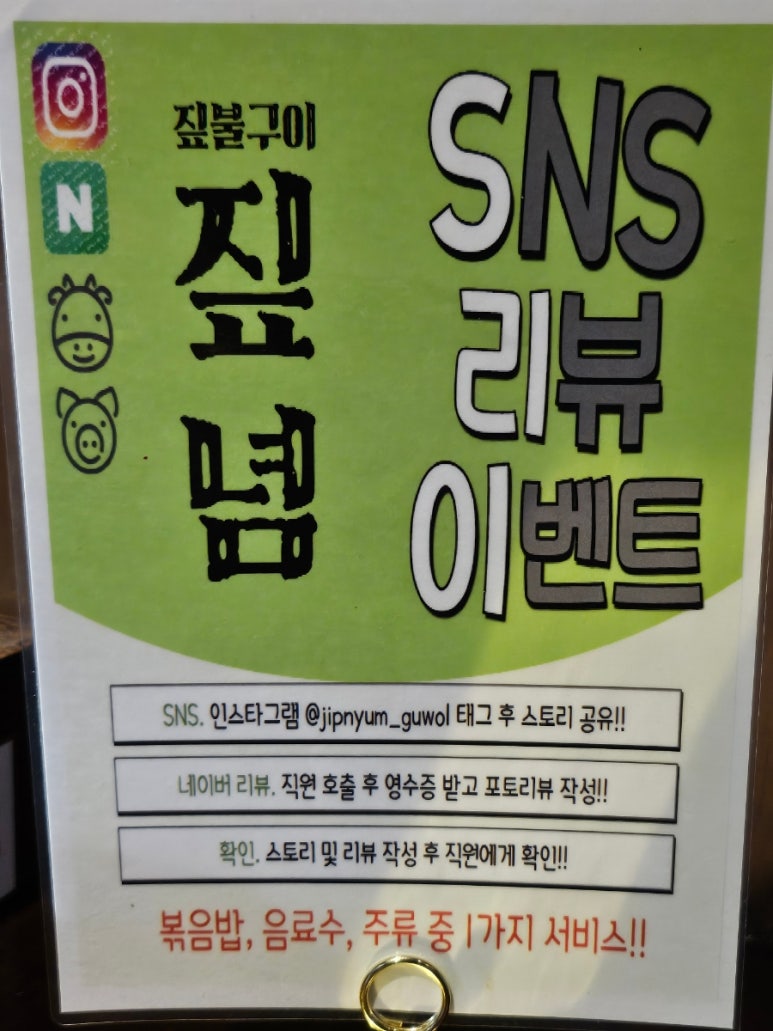 N
짚불구이
짚
념
SNS
리뷰
이벤트
SNS. 인스타그램 @jipnyum_guwol 태그 후 스토리 공유!!
네이버 리뷰. 직원 호출 후 영수증 받고 포토리뷰 작성!!
확인. 스토리 및 리뷰 작성 후 직원에게 확인!!
볶음밥, 음료수, 주류 중 1가지 서비스!!